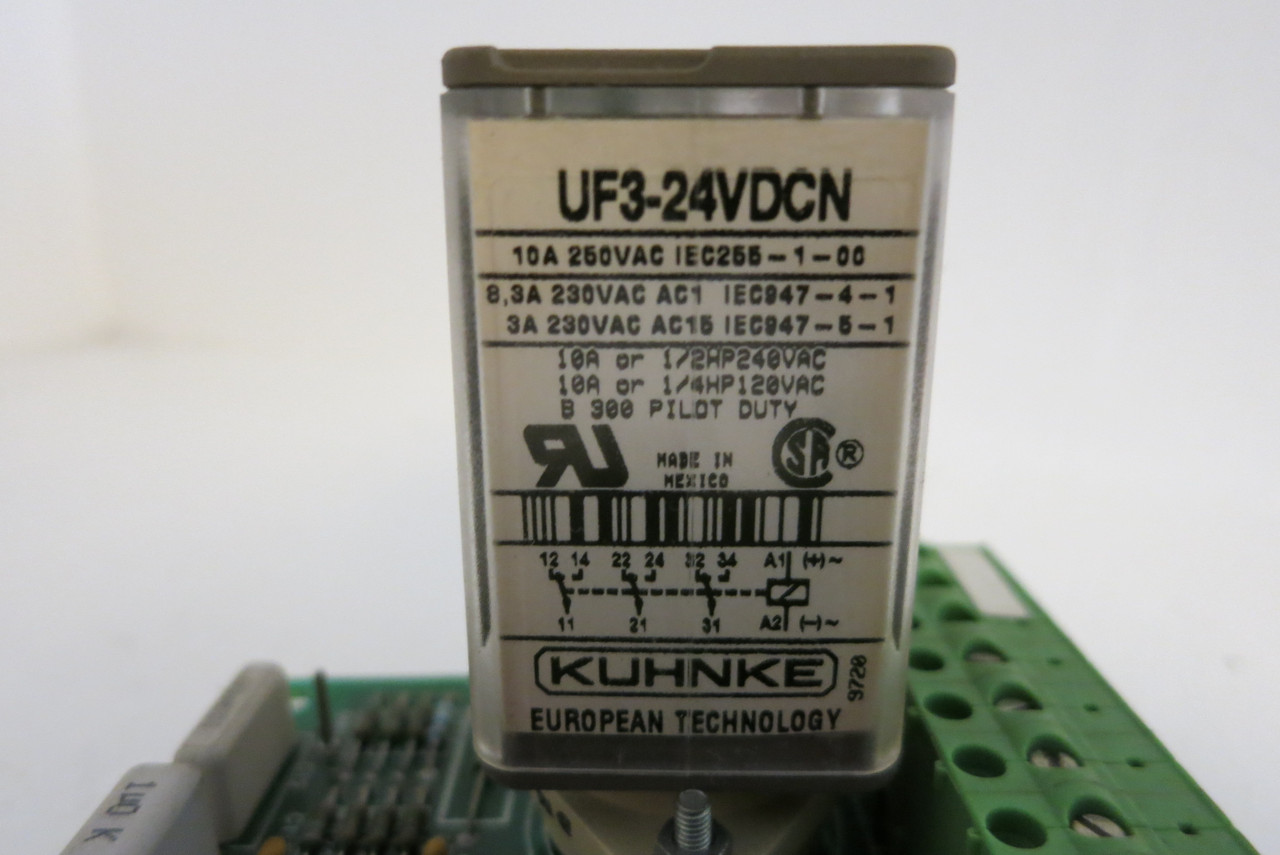 UF3-24VDCN
10A 250VAC IEC255-1-00
8,3A 230VAC AC1 IEC947-4-1
3A 230VAC AC15 IEC947-5-1
10A or 1/2HP240VAC
10A or 1/4HP120VAC
B 300 PILOT DUTY
RU
MADE IN
MEXICO
SA ®
12 14 22 24 32 34 A1 (+)~
11 21 31 A2 (—)~
KUHNKE
9720
EUROPEAN TECHNOLOGY